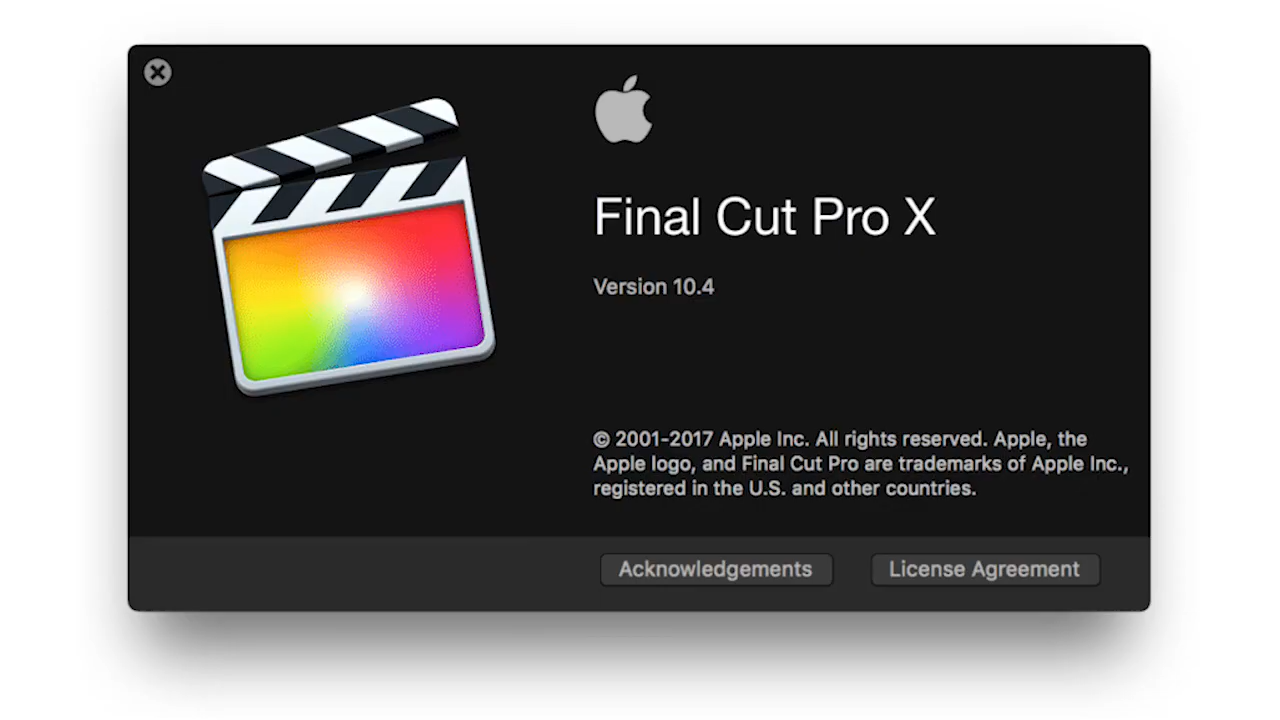 Final Cut Pro X
Version 10.4
© 2001-2017 Apple Inc. All rights reserved. Apple, the
Apple logo, and Final Cut Pro are trademarks of Apple Inc.,
registered in the U.S. and other countries.
Acknowledgements
License Agreement